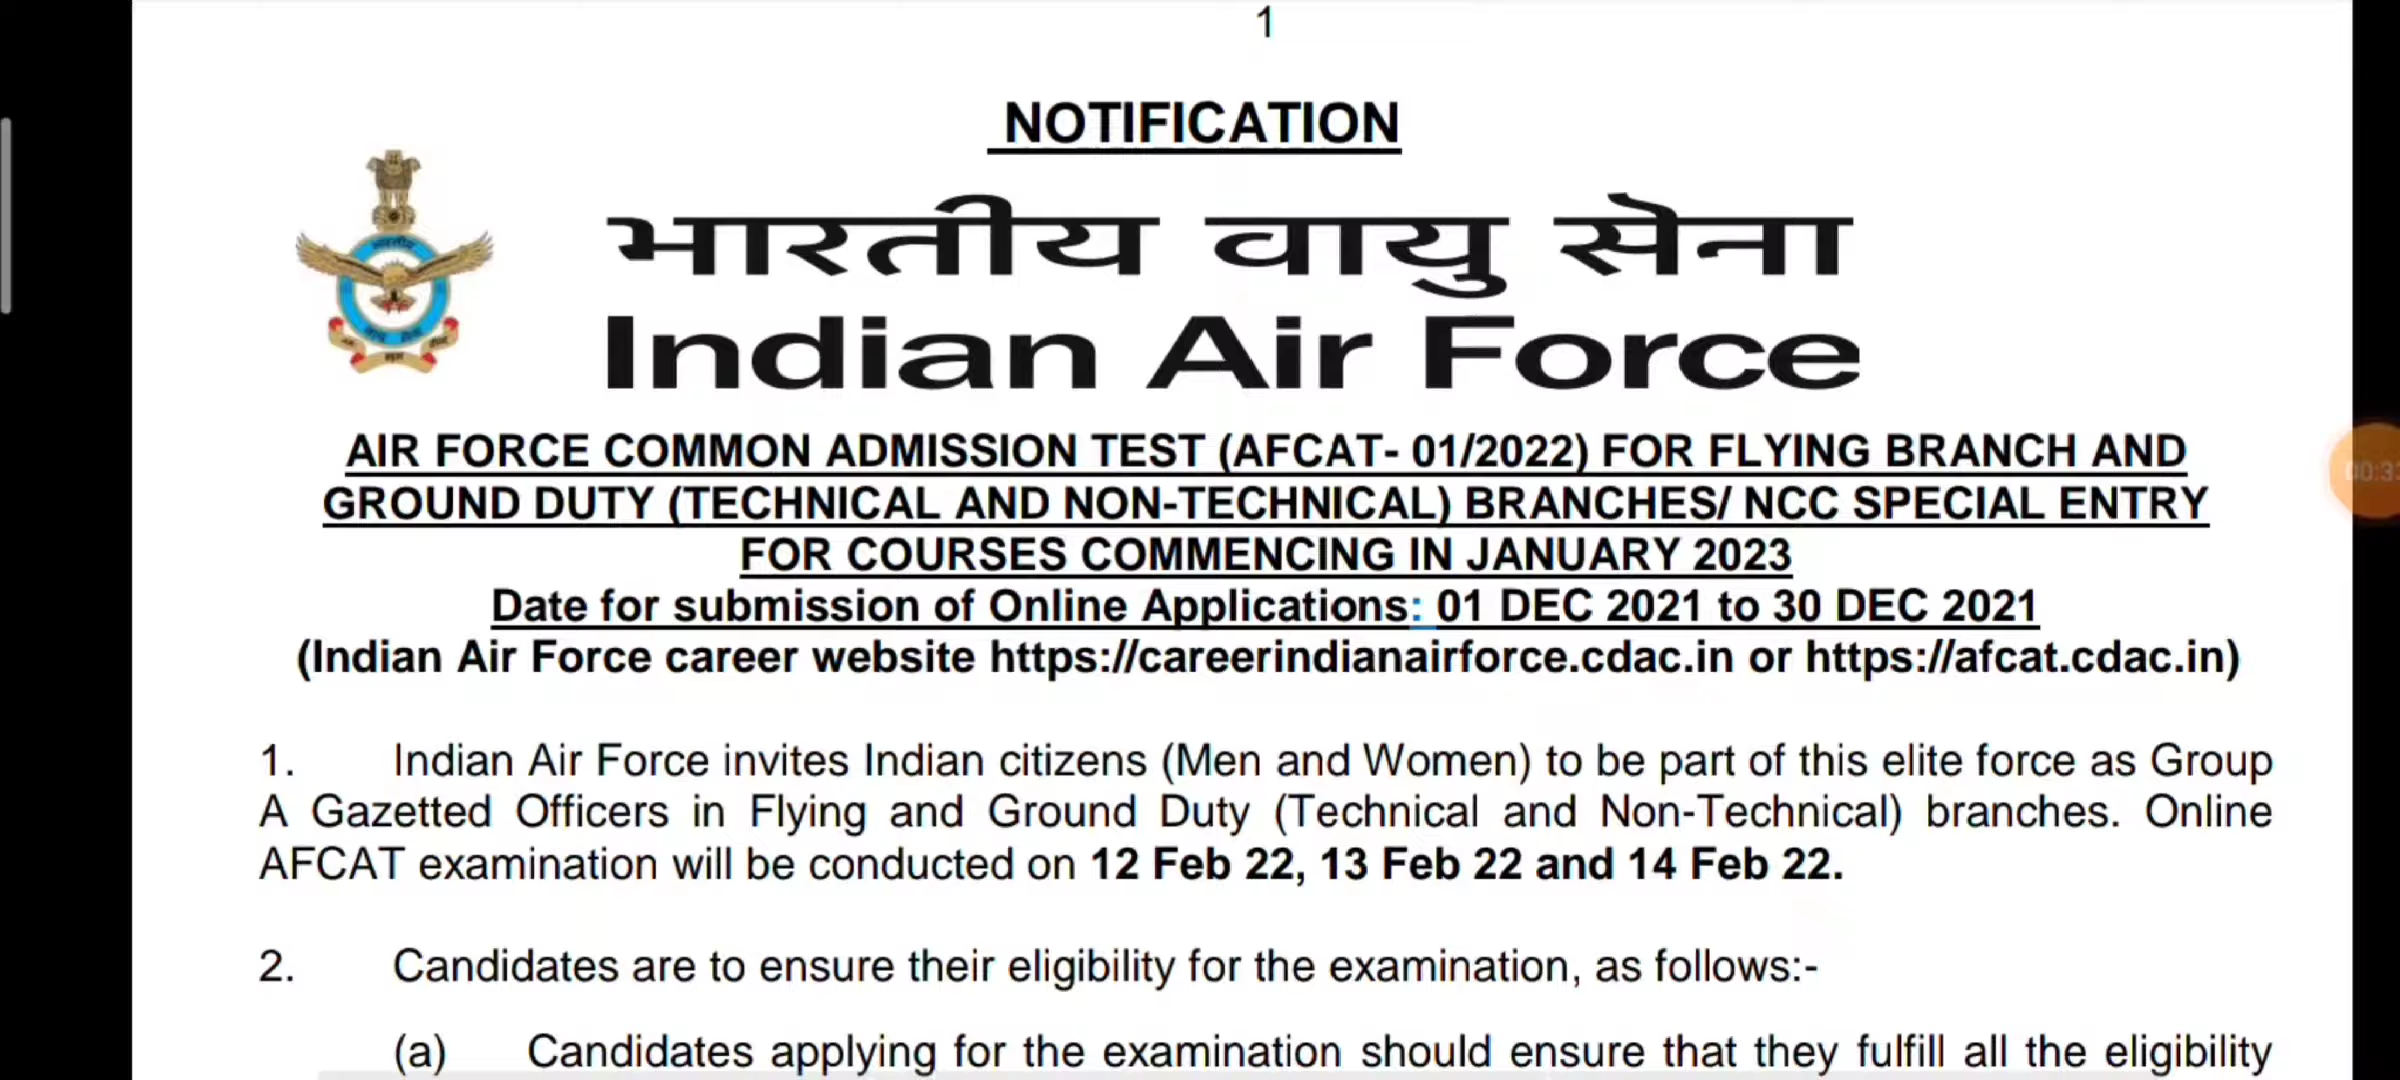 1
NOTIFICATION
भारतीय वायु सेना
Indian Air Force
AIR FORCE COMMON ADMISSION TEST (AFCAT- 01/2022) FOR FLYING BRANCH AND
GROUND DUTY (TECHNICAL AND NON-TECHNICAL) BRANCHES/ NCC SPECIAL ENTRY
FOR COURSES COMMENCING IN JANUARY 2023
Date for submission of Online Applications: 01 DEC 2021 to 30 DEC 2021
(Indian Air Force career website https://careerindianairforce.cdac.in or https://afcat.cdac.in)
1. Indian Air Force invites Indian citizens (Men and Women) to be part of this elite force as Group
A Gazetted Officers in Flying and Ground Duty (Technical and Non-Technical) branches. Online
AFCAT examination will be conducted on 12 Feb 22, 13 Feb 22 and 14 Feb 22.
2. Candidates are to ensure their eligibility for the examination, as follows:-
(a) Candidates applying for the examination should ensure that they fulfill all the eligibility